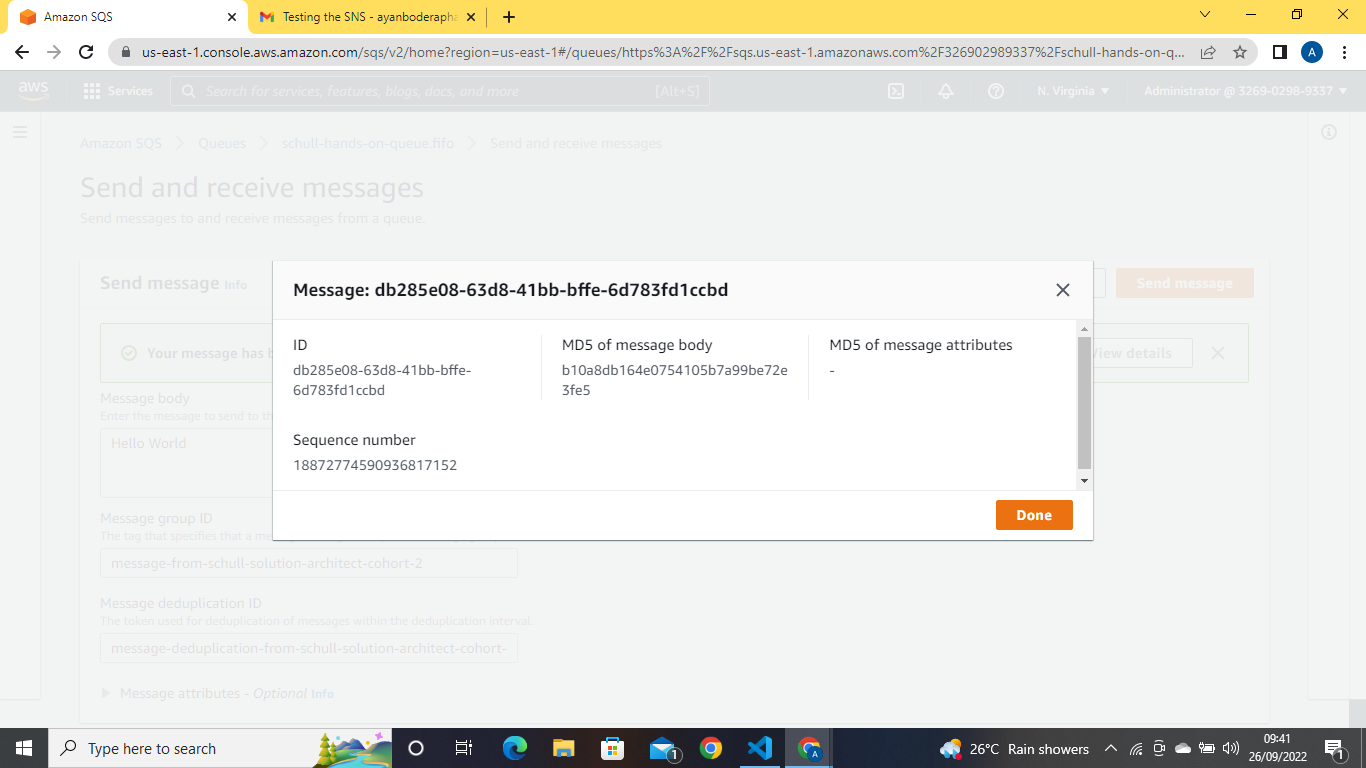 Amazon SQS
Testing the SNS - ayanboderapha
us-east-1.console.aws.amazon.com/sqs/v2/home?region=us-east-1#/queues/https%3A%2F%2Fsqs.us-east-1.amazonaws.com%2F326902989337%2Fschull-hands-on-q...
A
aws
Services
Search for services, features, blogs, docs, and more
[Alt+S]
N. Virginia
Administrator @ 3269-0298-9337
Amazon SQS
Queues
schull-hands-on-queue.fifo
Send and receive messages
Send and receive messages
Send messages to and receive messages from a queue.
Send message Info
Send message
Your message has b
View details
Message: db285e08-63d8-41bb-bffe-6d783fd1ccbd
ID
db285e08-63d8-41bb-bffe-
6d783fd1ccbd
MD5 of message body
b10a8db164e0754105b7a99be72e
3fe5
MD5 of message attributes
-
Sequence number
18872774590936817152
Done
Message body
Enter the message to send to th
Hello World
Message group ID
The tag that specifies that a
message-from-schull-solution-architect-cohort-2
Message deduplication ID
The token used for deduplication of messages within the deduplication interval.
message-deduplication-from-schull-solution-architect-cohort-
Message attributes - Optional Info
Type here to search
1
A
26°C Rain showers
09:41
26/09/2022
1